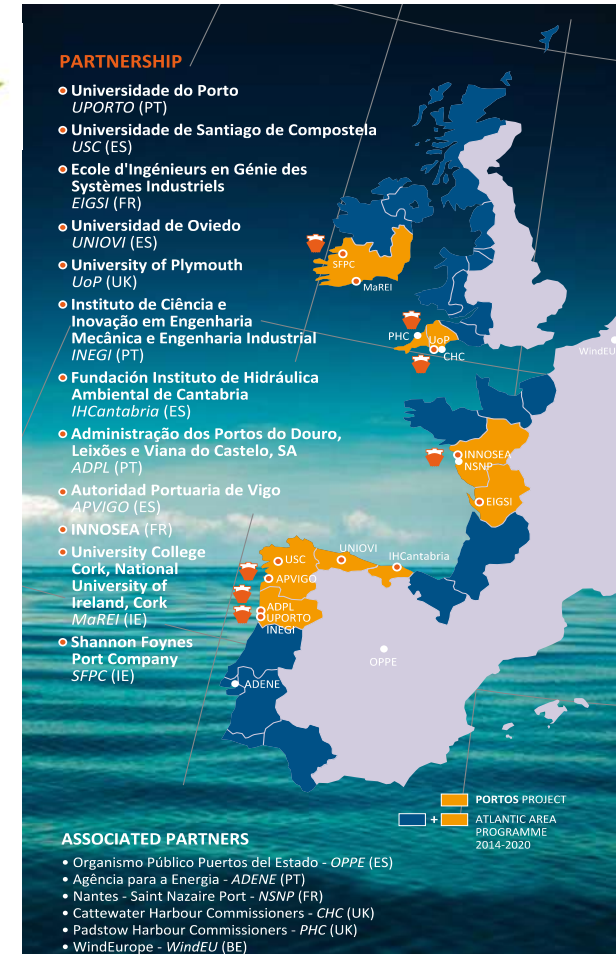 PARTNERSHIP
Universidade do Porto
UPORTO (PT)
Universidade de Santiago de Compostela
USC (ES)
Ecole d'Ingénieurs en Génie des
Systèmes Industriels
EIGSI (FR)
Universidad de Oviedo
UNIOVI (ES)
University of Plymouth
UoP (UK)
Instituto de Ciência e
Inovação em Engenharia
Mecânica e Engenharia Industrial
INEGI (PT)
Fundación Instituto de Hidráulica
Ambiental de Cantabria
IHCantabria (ES)
Administração dos Portos do Douro,
Leixões e Viana do Castelo, SA
ADPL (PT)
Autoridad Portuaria de Vigo
APVIGO (ES)
INNOSEA (FR)
University College
Cork, National
University of
Ireland, Cork
MaREI (IE)
Shannon Foynes
Port Company
SFPC (IE)
SFPC
MaREI
PHC
UoP
CHC
WindEU
INNOSEA
NSNP
EIGSI
USC
UNIOVI
IHCantabria
APVIGO
ADPL
UPORTO
INEGI
OPPE
ADENE
PORTOS PROJECT
+ ATLANTIC AREA
PROGRAMME
2014-2020
ASSOCIATED PARTNERS
• Organismo Público Puertos del Estado - OPPE (ES)
• Agência para a Energia - ADENE (PT)
• Nantes - Saint Nazaire Port - NSNP (FR)
• Cattewater Harbour Commissioners - CHC (UK)
• Padstow Harbour Commissioners - PHC (UK)
• WindEurope - WindEU (BE)